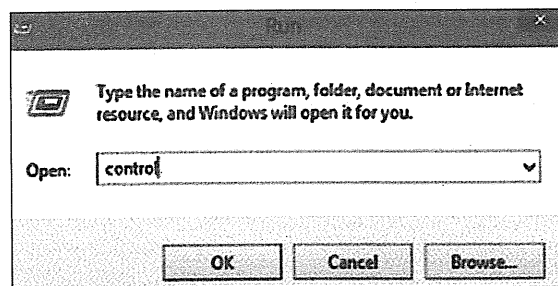 Run
Type the name of a program, folder, document or Internet
resource, and Windows will open it for you.
Open: control
OK Cancel Browse...